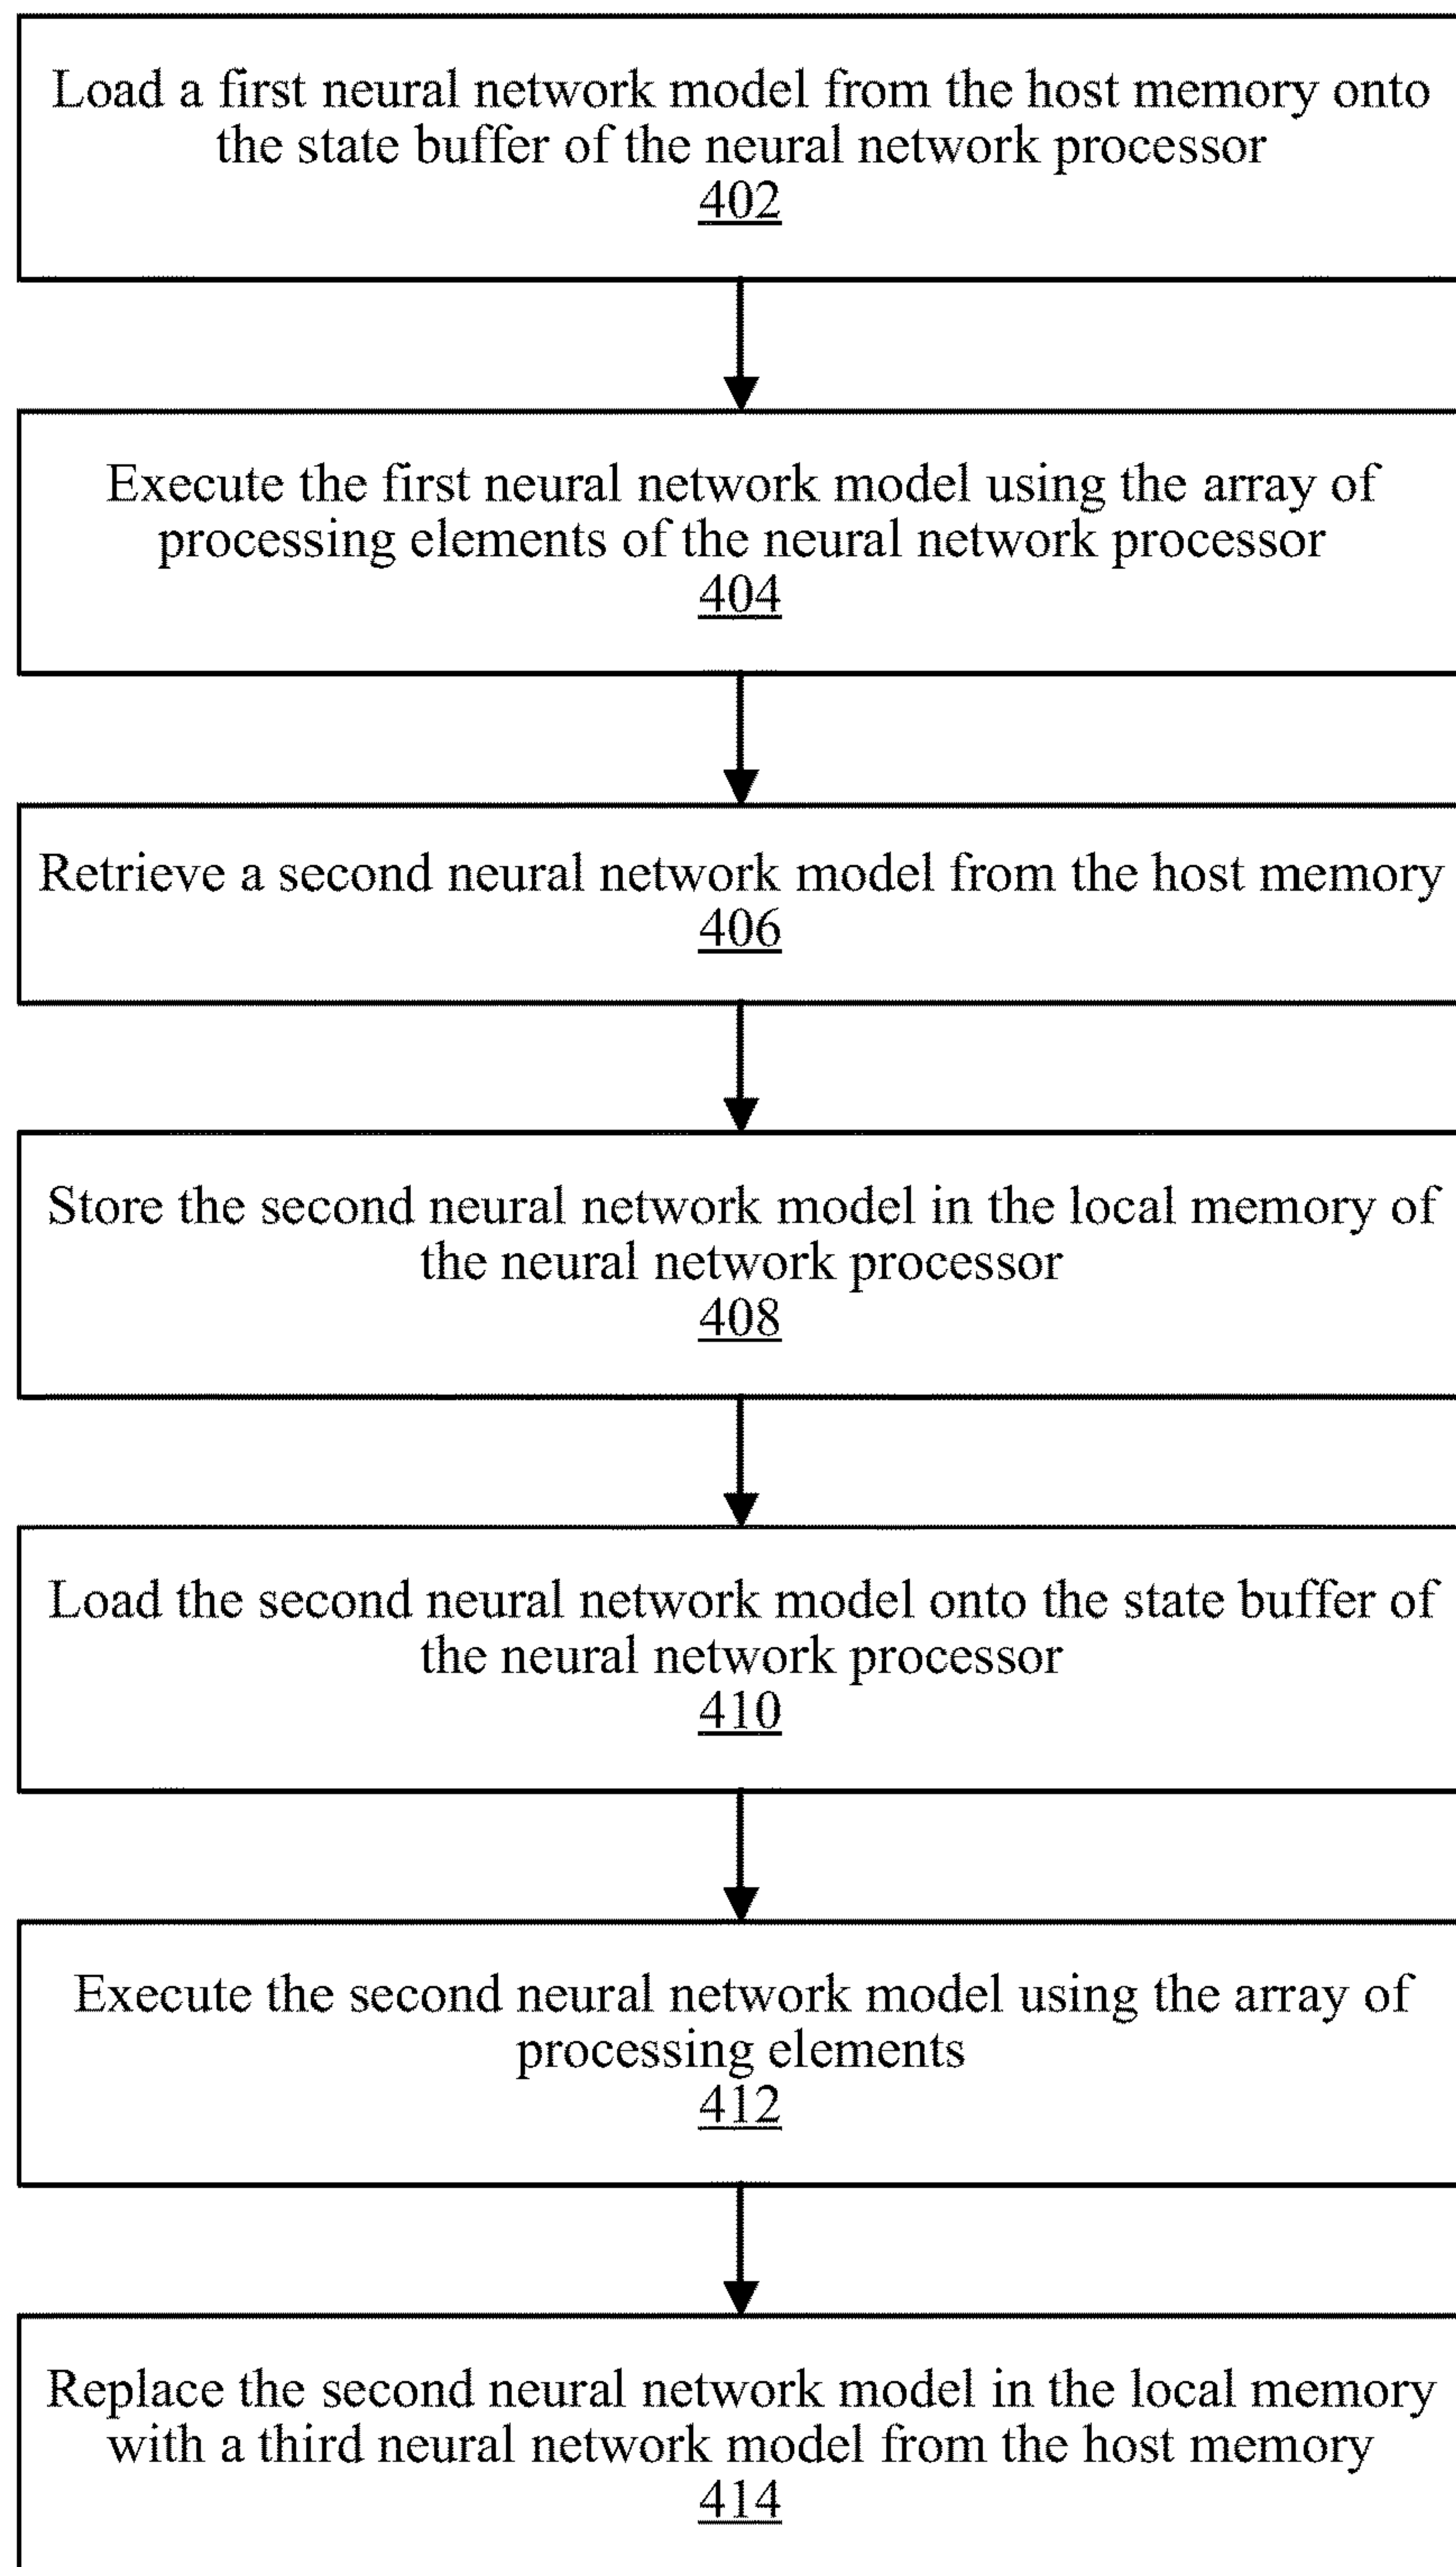 Load a first neural network model from the host memory onto
the state buffer of the neural network processor
402
Execute the first neural network model using the array of
processing elements of the neural network processor
404
Retrieve a second neural network model from the host memory
406
Store the second neural network model in the local memory of
the neural network processor
408
Load the second neural network model onto the state buffer of
the neural network processor
410
Execute the second neural network model using the array of
processing elements
412
Replace the second neural network model in the local memory
with a third neural network model from the host memory
414